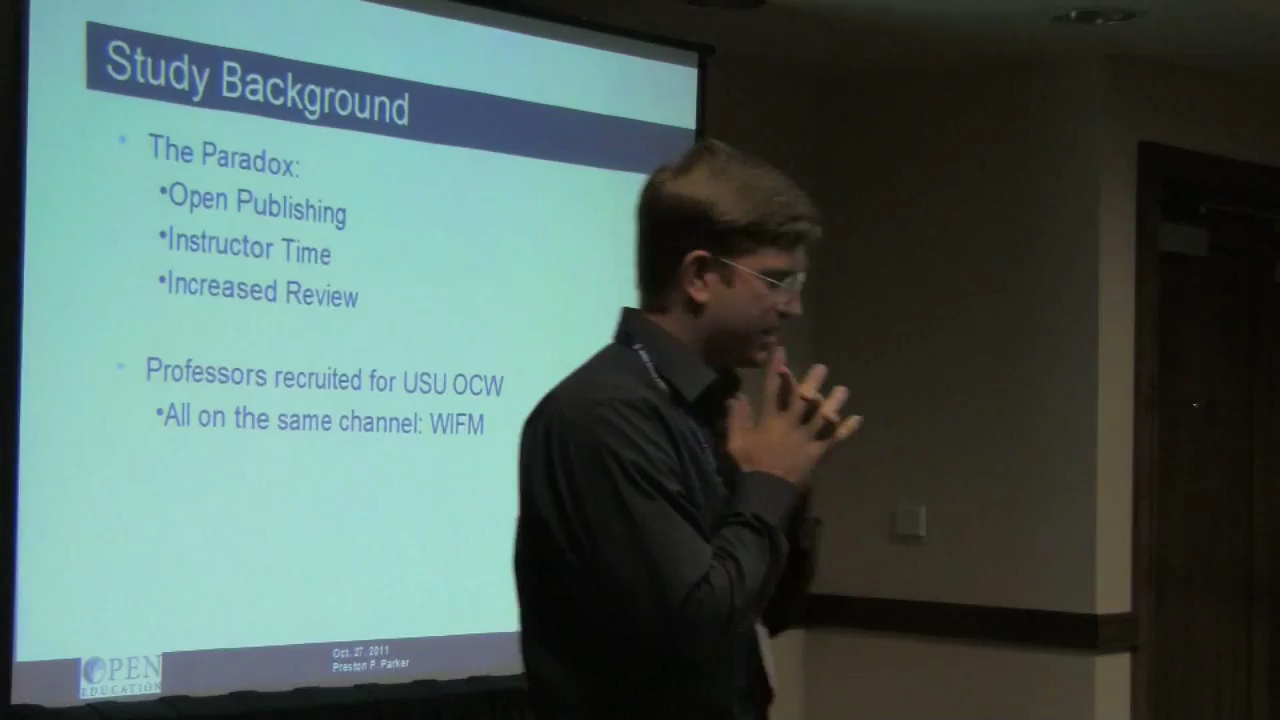 Study Background
• The Paradox:
•Open Publishing
•Instructor Time
•Increased Review
• Professors recruited for USU OCW
•All on the same channel: WIFM
OPEN
EDUCATION
Oct. 27. 2011
Preston P. Parker